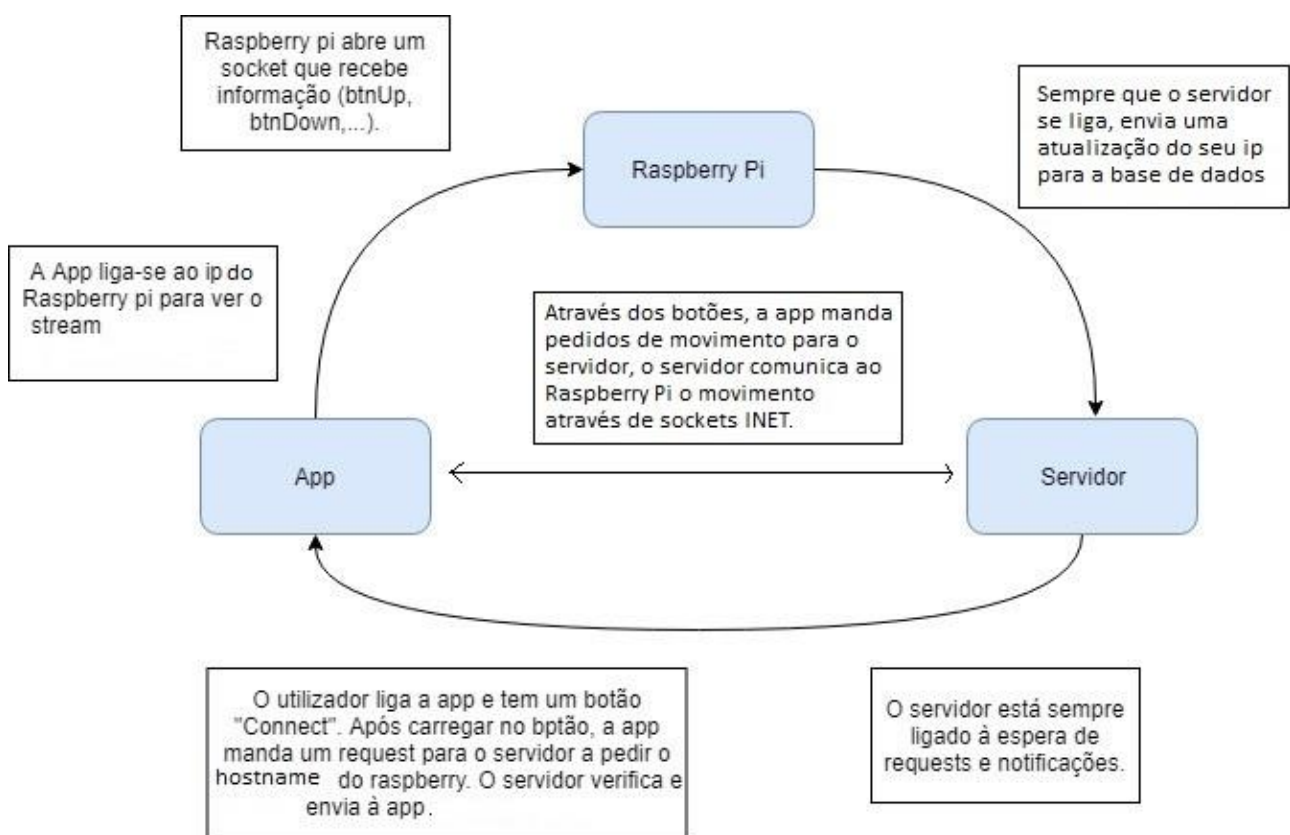 Raspberry pi abre um
socket que recebe
informação (btnUp,
btnDown,...).
Raspberry Pi
Sempre que o servidor
se liga, envia uma
atualização do seu ip
para a base de dados
A App liga-se ao ip do
Raspberry pi para ver o
stream
Através dos botões, a app manda
pedidos de movimento para o
servidor, o servidor comunica ao
Raspberry Pi o movimento
através de sockets INET.
App
Servidor
O utilizador liga a app e tem um botão
"Connect". Após carregar no bptão, a app
manda um request para o servidor a pedir o
hostname do raspberry. O servidor verifica e
envia à app.
O servidor está sempre
ligado à espera de
requests e notificações.